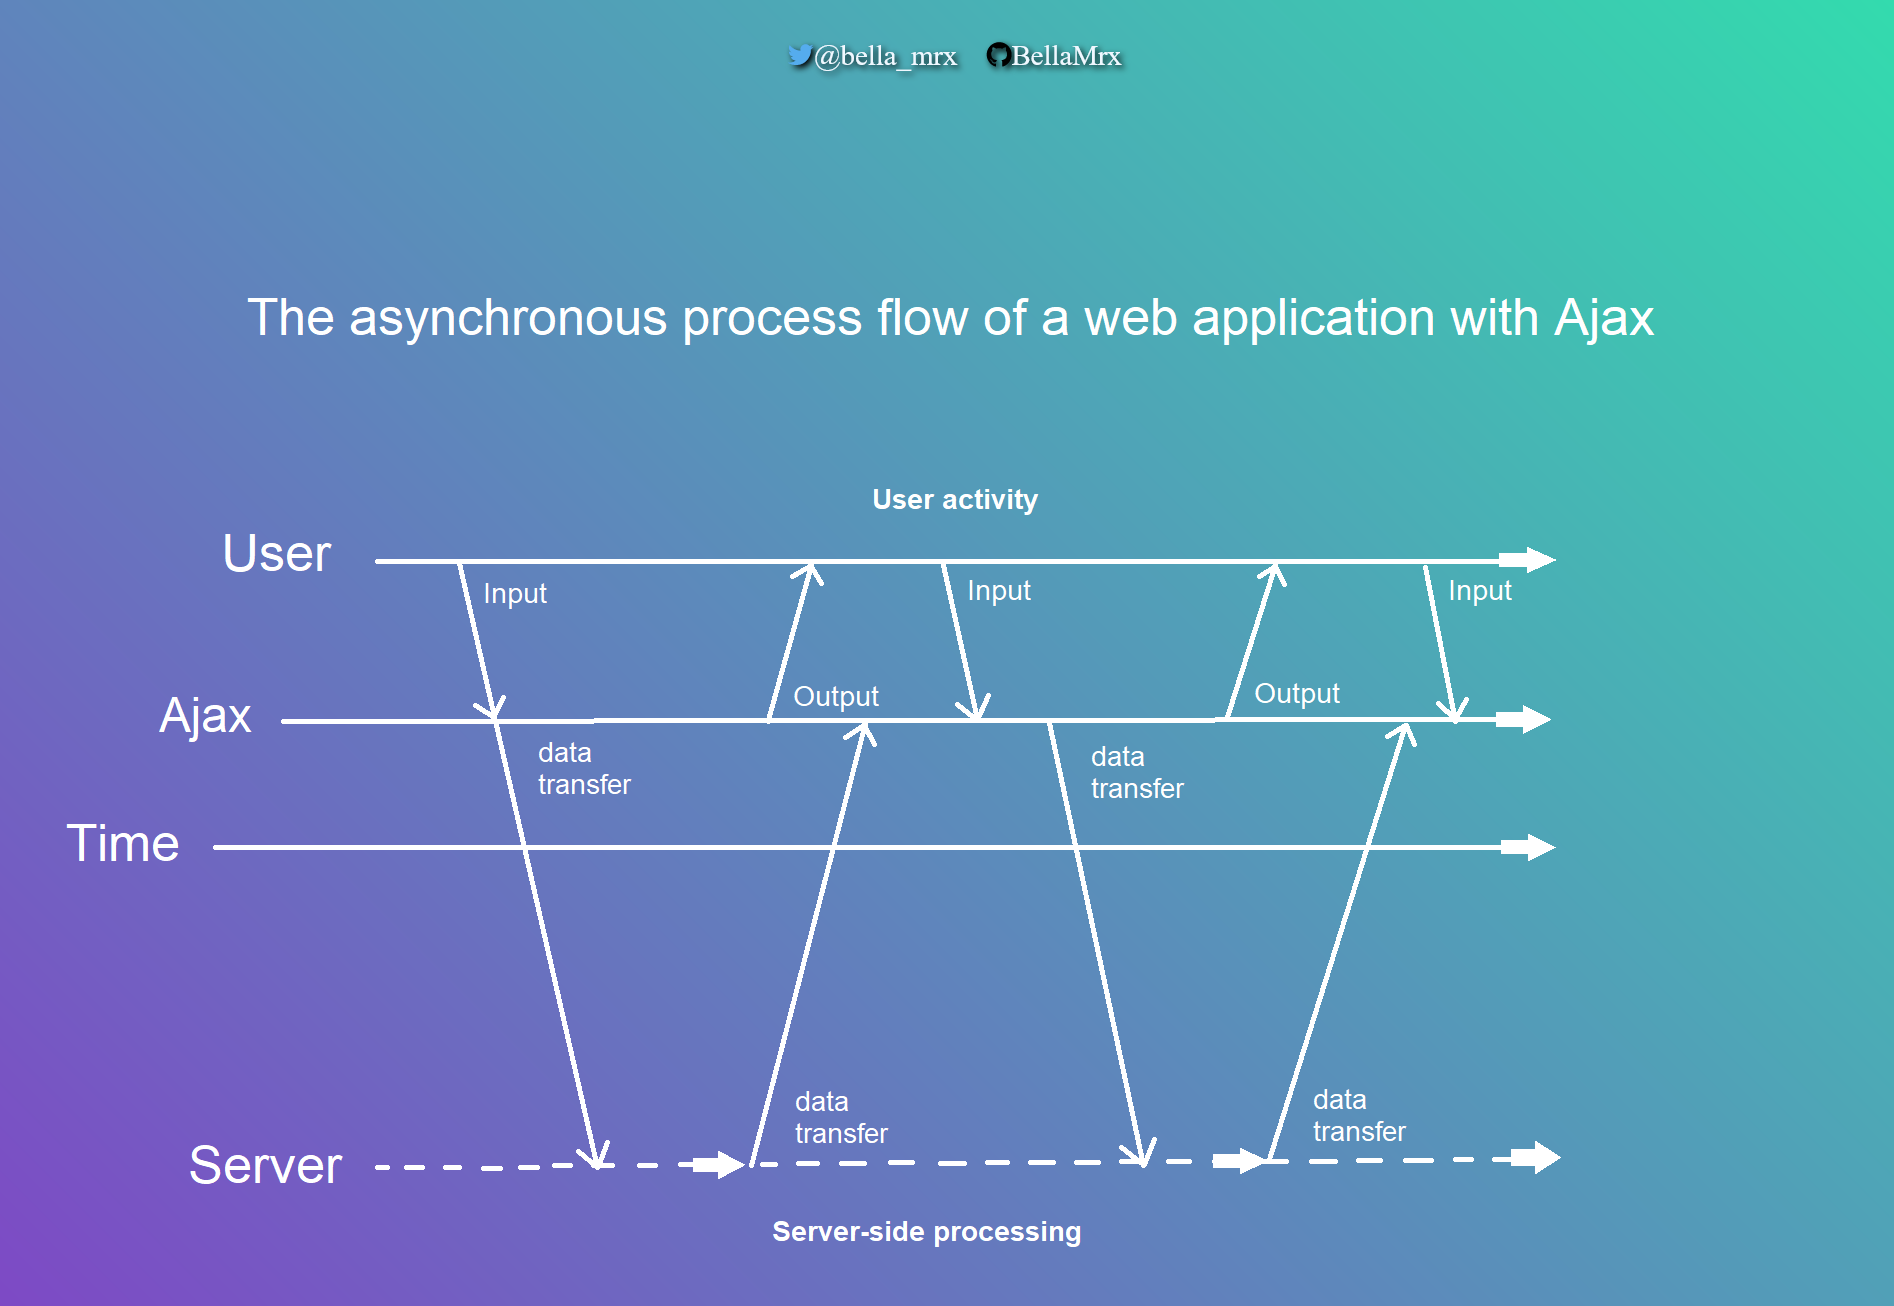 @bella_mrx BellaMrx
The asynchronous process flow of a web application with Ajax
User activity
User
Input
Input
Input
Output
Output
Ajax
data
transfer
data
transfer
Time
data
transfer
data
transfer
Server
Server-side processing